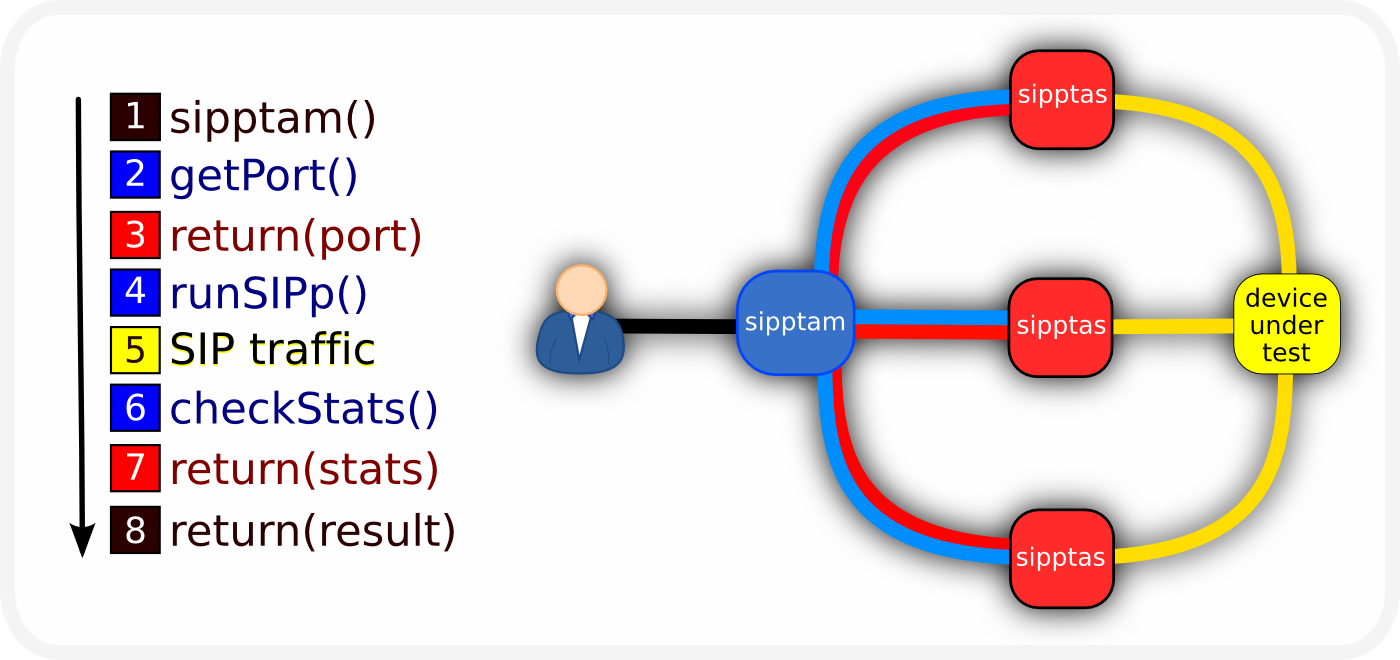 1 sipptam()
2 getPort()
3 return(port)
4 runSIPp()
5 SIP traffic
6 checkStats()
7 return(stats)
8 return(result)
sipptam
sipptas
sipptas
sipptas
device
under
test